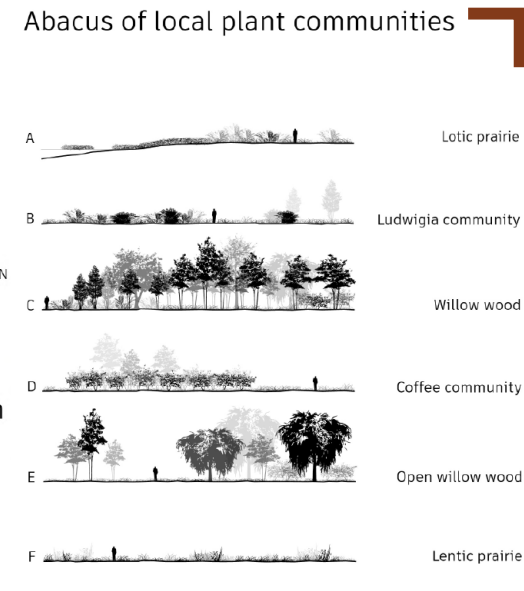 Abacus of local plant communities
A Lotic prairie
B Ludwigia community
N
C Willow wood
D Coffee community
E Open willow wood
F Lentic prairie